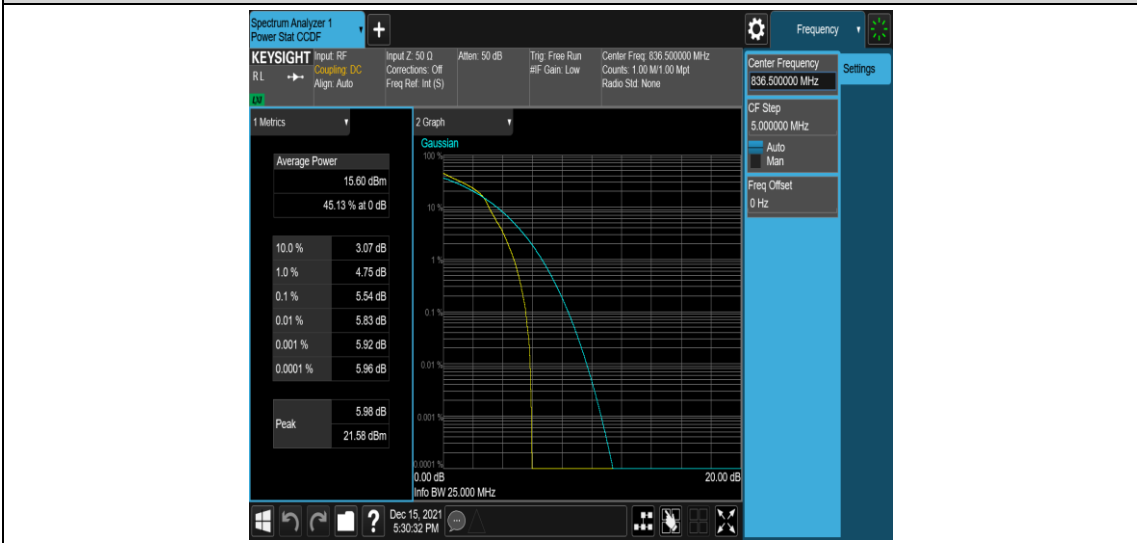 Spectrum Analyzer 1
Power Stat CCDF
+
Frequency
KEYSIGHT
Input: RF
Coupling: DC
Align: Auto
R L
LXI
Input Z: 50 Ω
Corrections: Off
Freq Ref: Int (S)
Atten: 50 dB
Trig: Free Run
#IF Gain: Low
Center Freq: 836.500000 MHz
Counts: 1.00 M/1.00 Mpt
Radio Std: None
Center Frequency
836.500000 MHz
Settings
CF Step
5.000000 MHz
Auto
Man
Freq Offset
0 Hz
1 Metrics
Average Power
15.60 dBm
45.13 % at 0 dB
10.0 % 3.07 dB
1.0 % 4.75 dB
0.1 % 5.54 dB
0.01 % 5.83 dB
0.001 % 5.92 dB
0.0001 % 5.96 dB
Peak
5.98 dB
21.58 dBm
2 Graph
Gaussian
100 %
10 %
1 %
0.1 %
0.01 %
0.001 %
0.0001 %
0.00 dB 20.00 dB
Info BW 25.000 MHz
?
Dec 15, 2021
5:30:32 PM